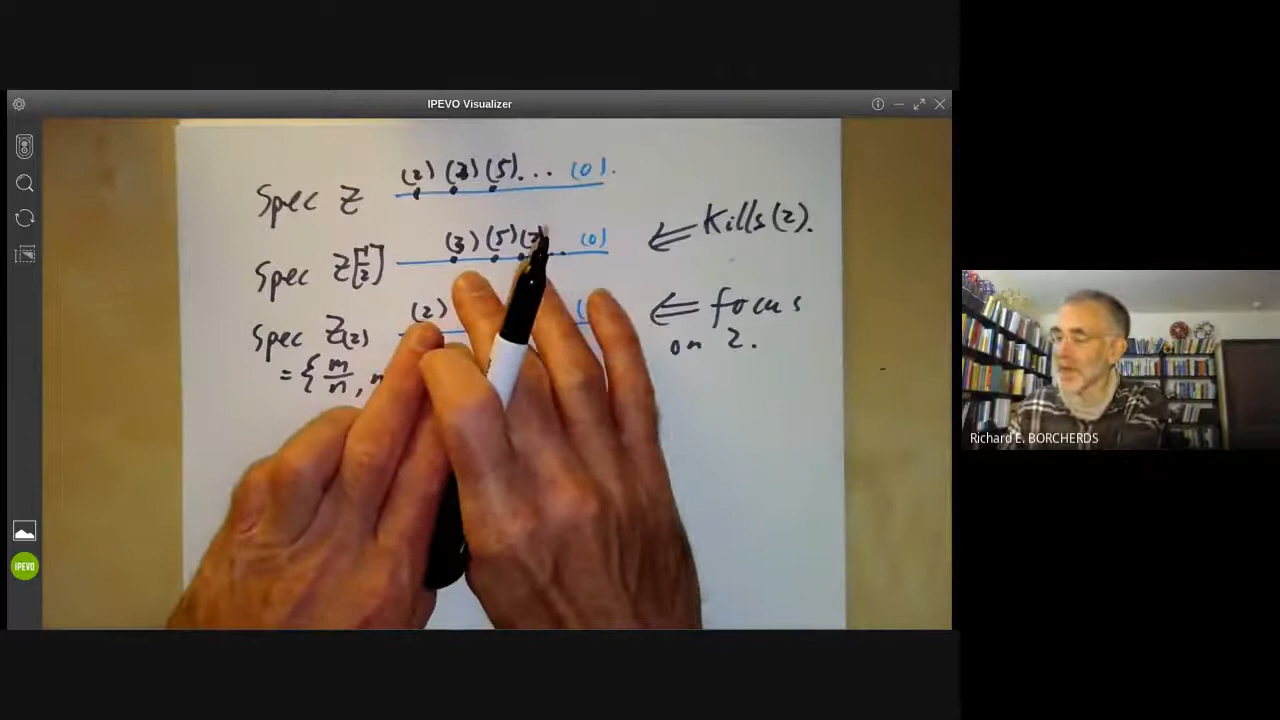 IPEVO Visualizer
(2) (3) (5)... (0).
Spec Z
Kills (2).
(3) (5) (7) ... (0)
Spec Z[1/2]
(2)
focus
Spec Z(2)
on 2.
= { m/n ,
Richard E. BORCHERDS
IPEVO